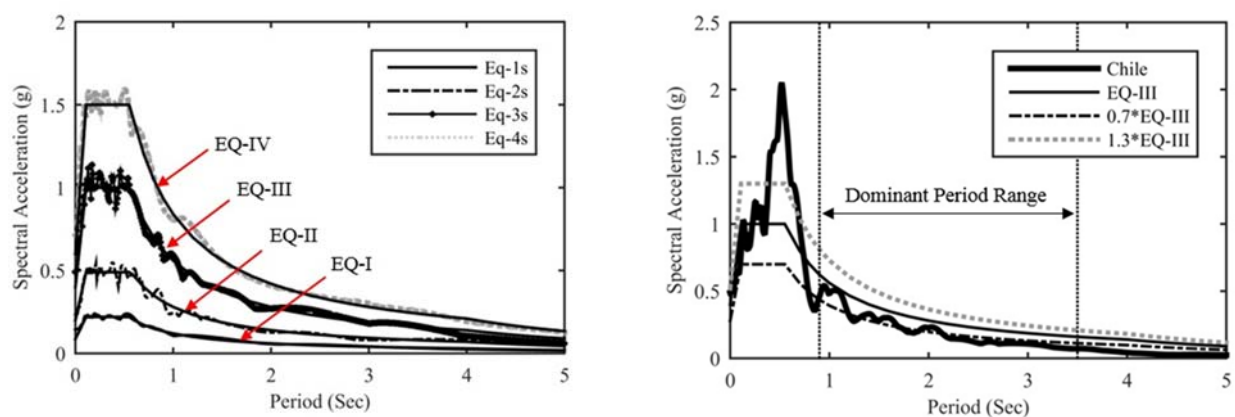 2
1.5
1
0.5
0
0
1
2
3
4
5
Spectral Acceleration (g)
Period (Sec)
Eq-1s
Eq-2s
Eq-3s
Eq-4s
EQ-IV
EQ-III
EQ-II
EQ-I
2.5
2
1.5
1
0.5
0
0
1
2
3
4
5
Spectral Acceleration (g)
Period (Sec)
Chile
EQ-III
0.7*EQ-III
1.3*EQ-III
Dominant Period Range